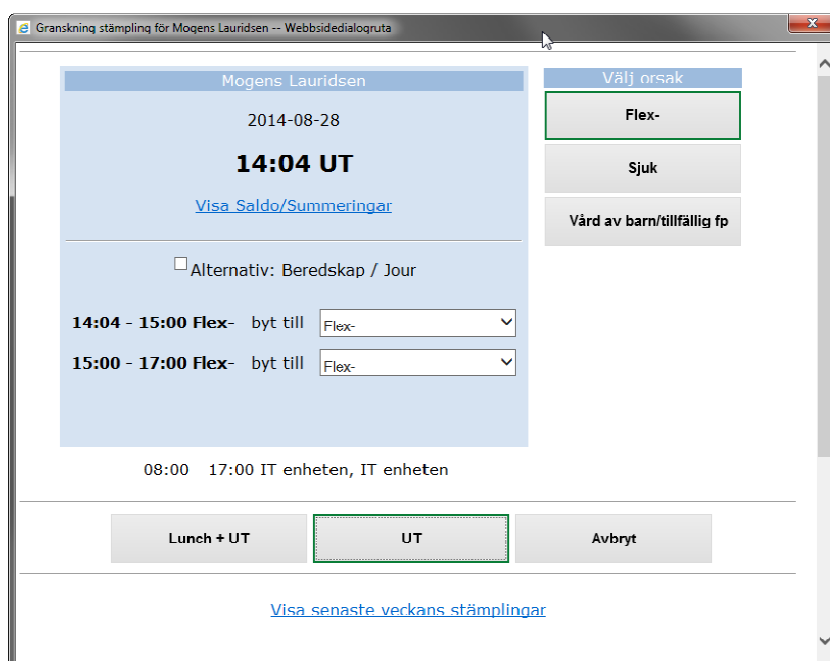 Granskning stämpling för Mogens Lauridsen -- Webbsidedialogruta
x
Mogens Lauridsen
2014-08-28
14:04 UT
Visa Saldo/Summeringar
Alternativ: Beredskap / Jour
14:04 - 15:00 Flex- byt till Flex-
15:00 - 17:00 Flex- byt till Flex-
Välj orsak
Flex-
Sjuk
Vård av barn/tillfällig fp
08:00 17:00 IT enheten, IT enheten
Lunch + UT UT Avbryt
Visa senaste veckans stämplingar